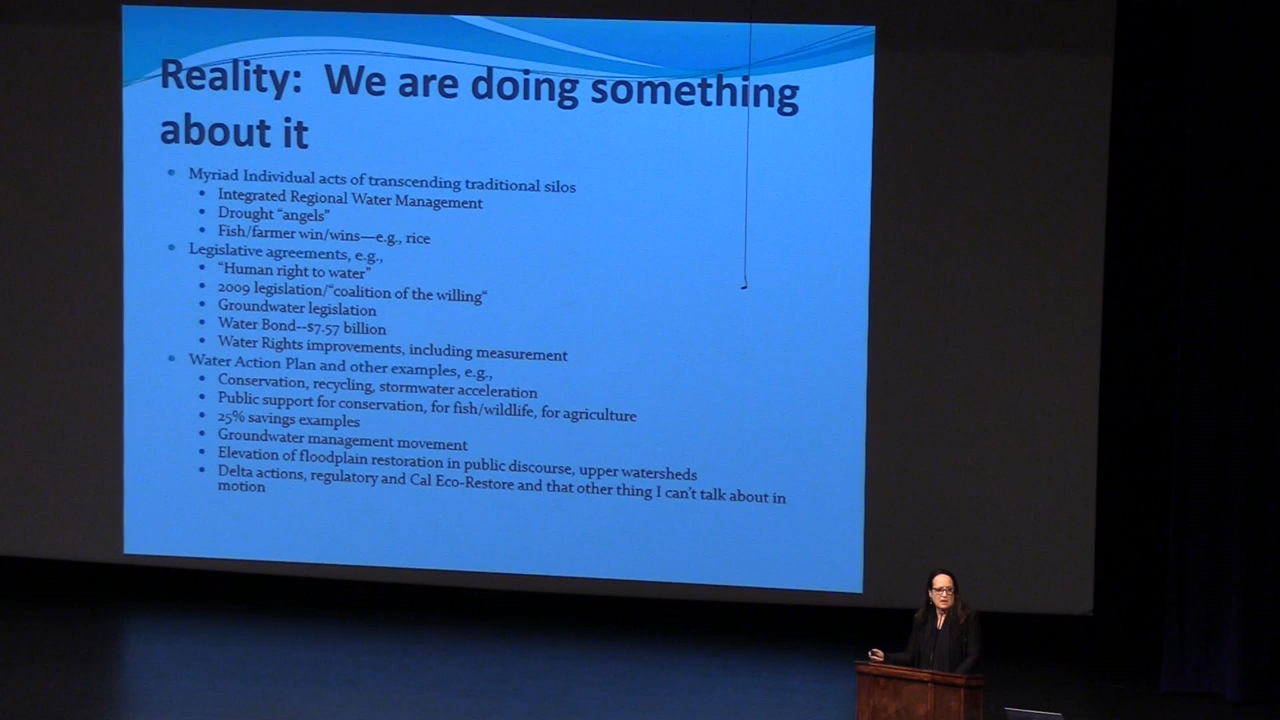 Reality: We are doing something
about it
• Myriad Individual acts of transcending traditional silos
• Integrated Regional Water Management
• Drought “angels”
• Fish/farmer win/wins—e.g., rice
• Legislative agreements, e.g.,
• “Human right to water”
• 2009 legislation/“coalition of the willing“
• Groundwater legislation
• Water Bond--$7.57 billion
• Water Rights improvements, including measurement
• Water Action Plan and other examples, e.g.,
• Conservation, recycling, stormwater acceleration
• Public support for conservation, for fish/wildlife, for agriculture
• 25% savings examples
• Groundwater management movement
• Elevation of floodplain restoration in public discourse, upper watersheds
• Delta actions, regulatory and Cal Eco-Restore and that other thing I can’t talk about in
motion